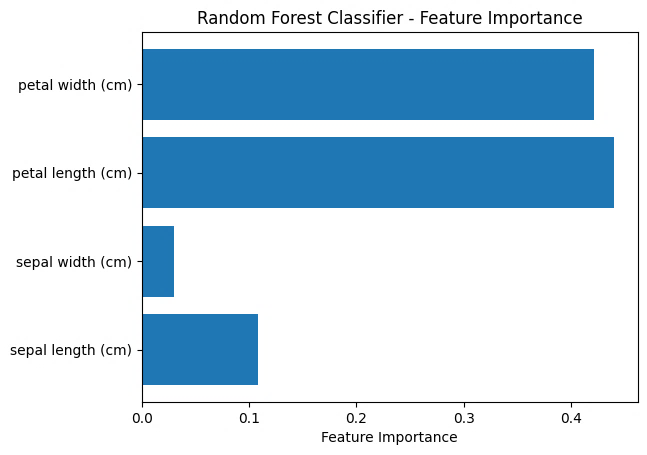 Random Forest Classifier - Feature Importance
petal width (cm)
petal length (cm)
sepal width (cm)
sepal length (cm)
0.0 0.1 0.2 0.3 0.4
Feature Importance